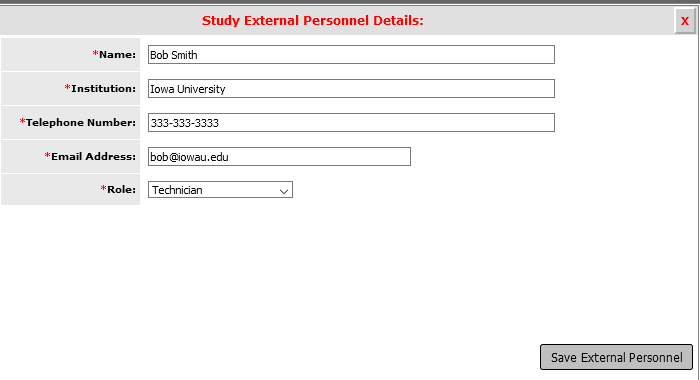 Study External Personnel Details:
X
*Name: Bob Smith
*Institution: Iowa University
*Telephone Number: 333-333-3333
*Email Address: bob@iowau.edu
*Role: Technician
Save External Personnel